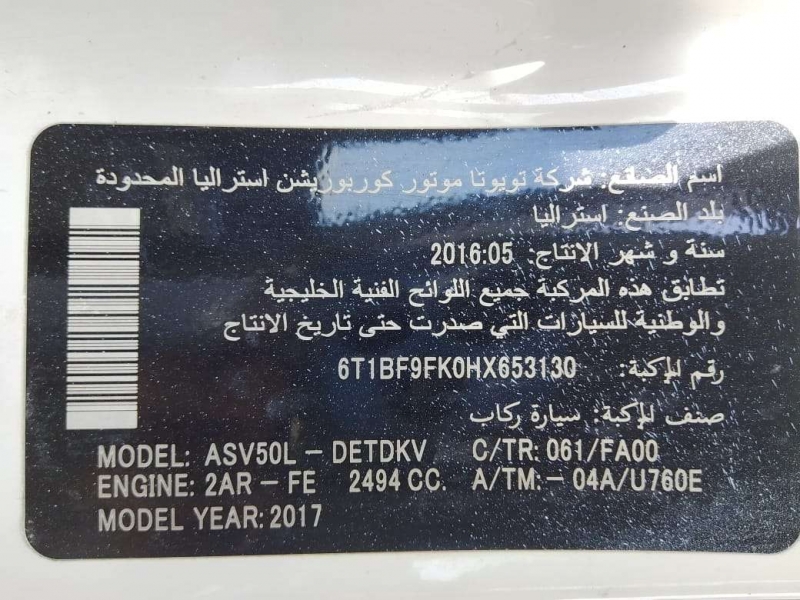 اسم الصانع: شركة تويوتا موتور كوربوريشن استراليا المحدودة
بلد الصنع: استراليا
سنة و شهر الانتاج: 2016:05
تطابق هذه المركبة جميع اللوائح الفنية الخليجية
والوطنية للسيارات التي صدرت حتى تاريخ الانتاج
رقم المركبة: 6T1BF9FK0HX653130
صنف المركبة: سيارة ركاب
MODEL: ASV50L - DETDKV C/TR: 061/FA00
ENGINE: 2AR - FE 2494 CC. A/TM: - 04A/U760E
MODEL YEAR: 2017